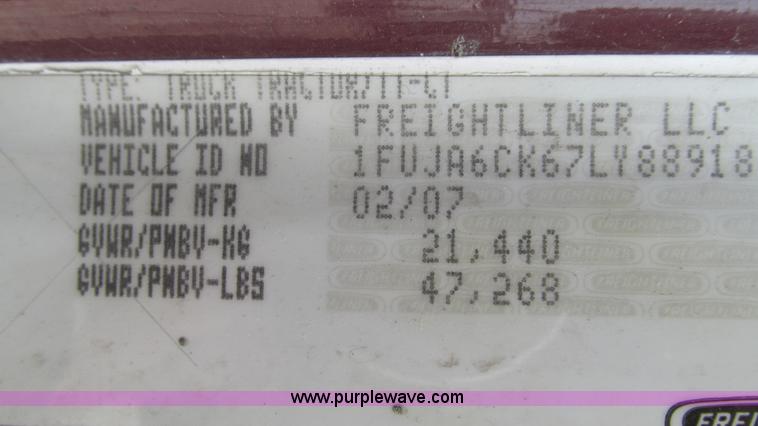 TYPE: TRUCK TRACTOR/TT-CT
MANUFACTURED BY FREIGHTLINER LLC
VEHICLE ID NO 1FUJA6CK67LY88918
DATE OF MFR 02/07
GVWR/PNBV-KG 21,440
GVWR/PNBV-LBS 47,268
www.purplewave.com